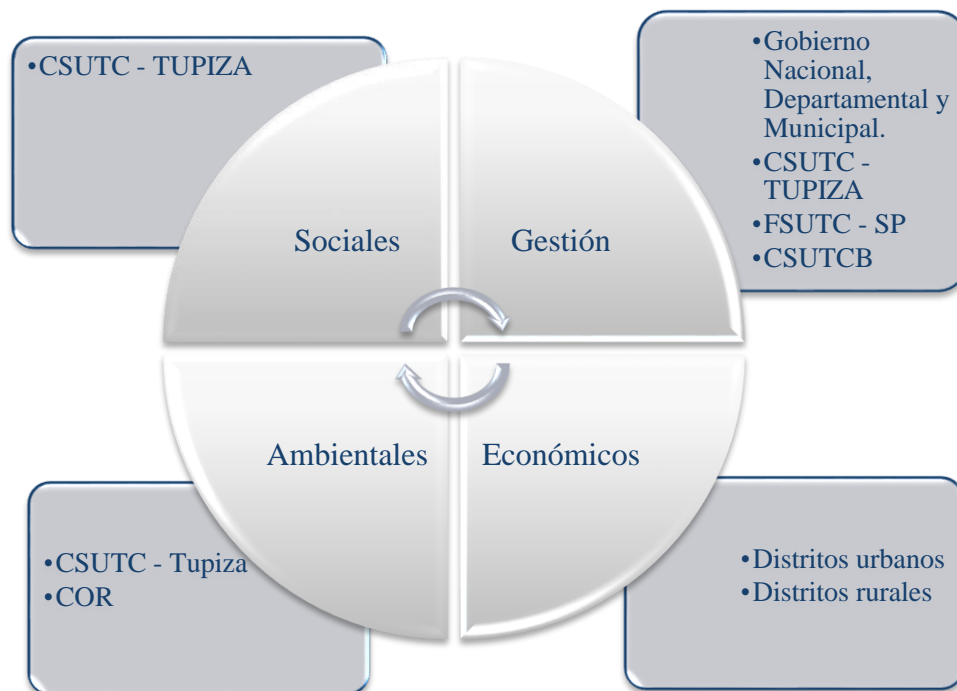 •CSUTC - TUPIZA
•Gobierno
Nacional,
Departamental y
Municipal.
•CSUTC -
TUPIZA
•FSUTC - SP
•CSUTCB
Sociales
Gestión
Ambientales
Económicos
•CSUTC - Tupiza
•COR
•Distritos urbanos
•Distritos rurales